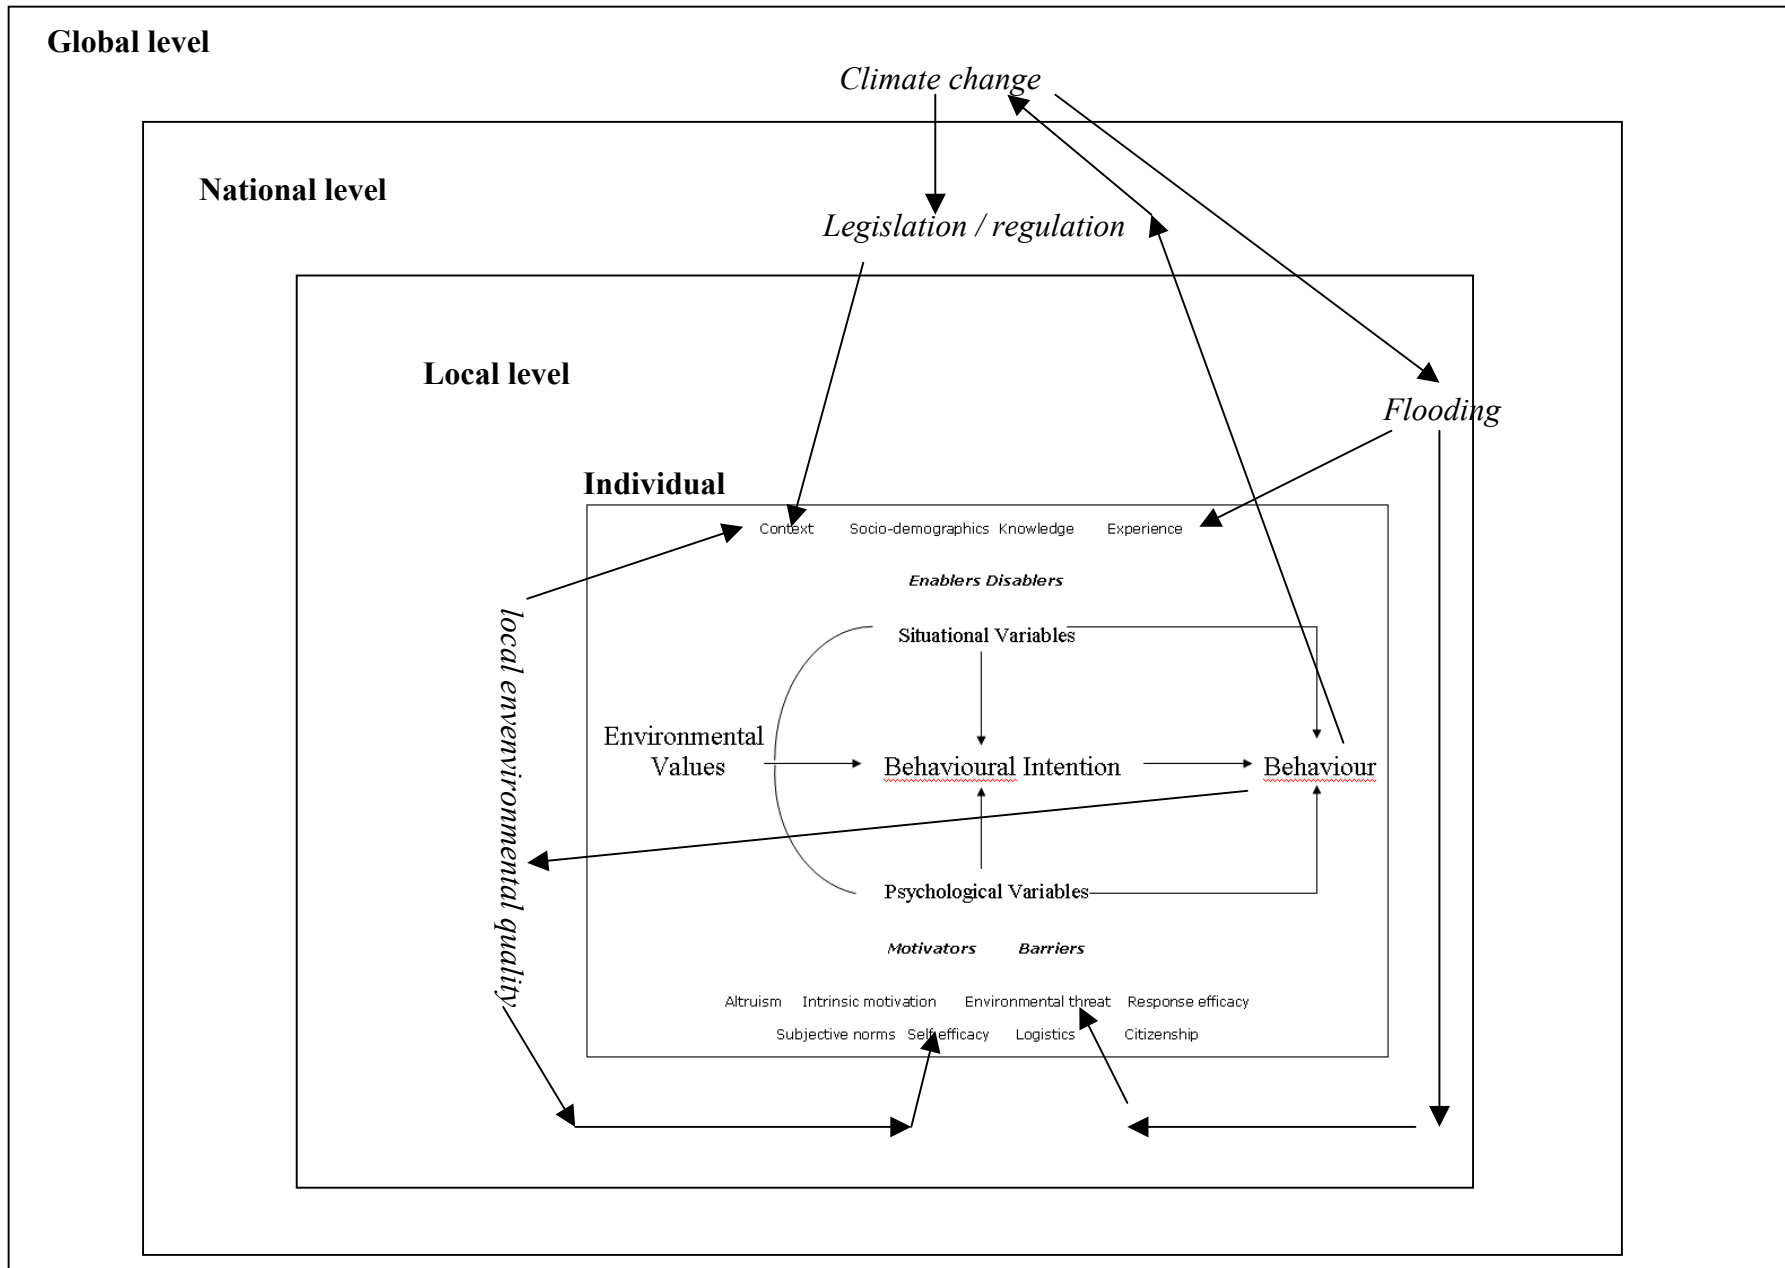 Global level
Climate change
National level
Legislation / regulation
Local level
Flooding
Individual
Context Socio-demographics Knowledge Experience
Enablers Disablers
Situational Variables
local envenvironmental quality
Environmental
Values
Behavioural Intention
Behaviour
Psychological Variables
Motivators Barriers
Altruism Intrinsic motivation Environmental threat Response efficacy
Subjective norms Self efficacy Logistics Citizenship